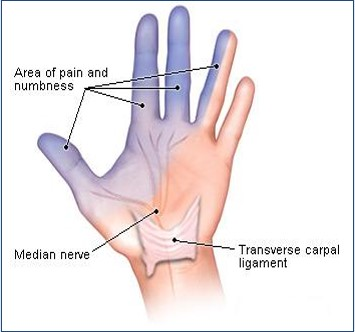 Area of pain and
numbness
Median nerve
Transverse carpal
ligament